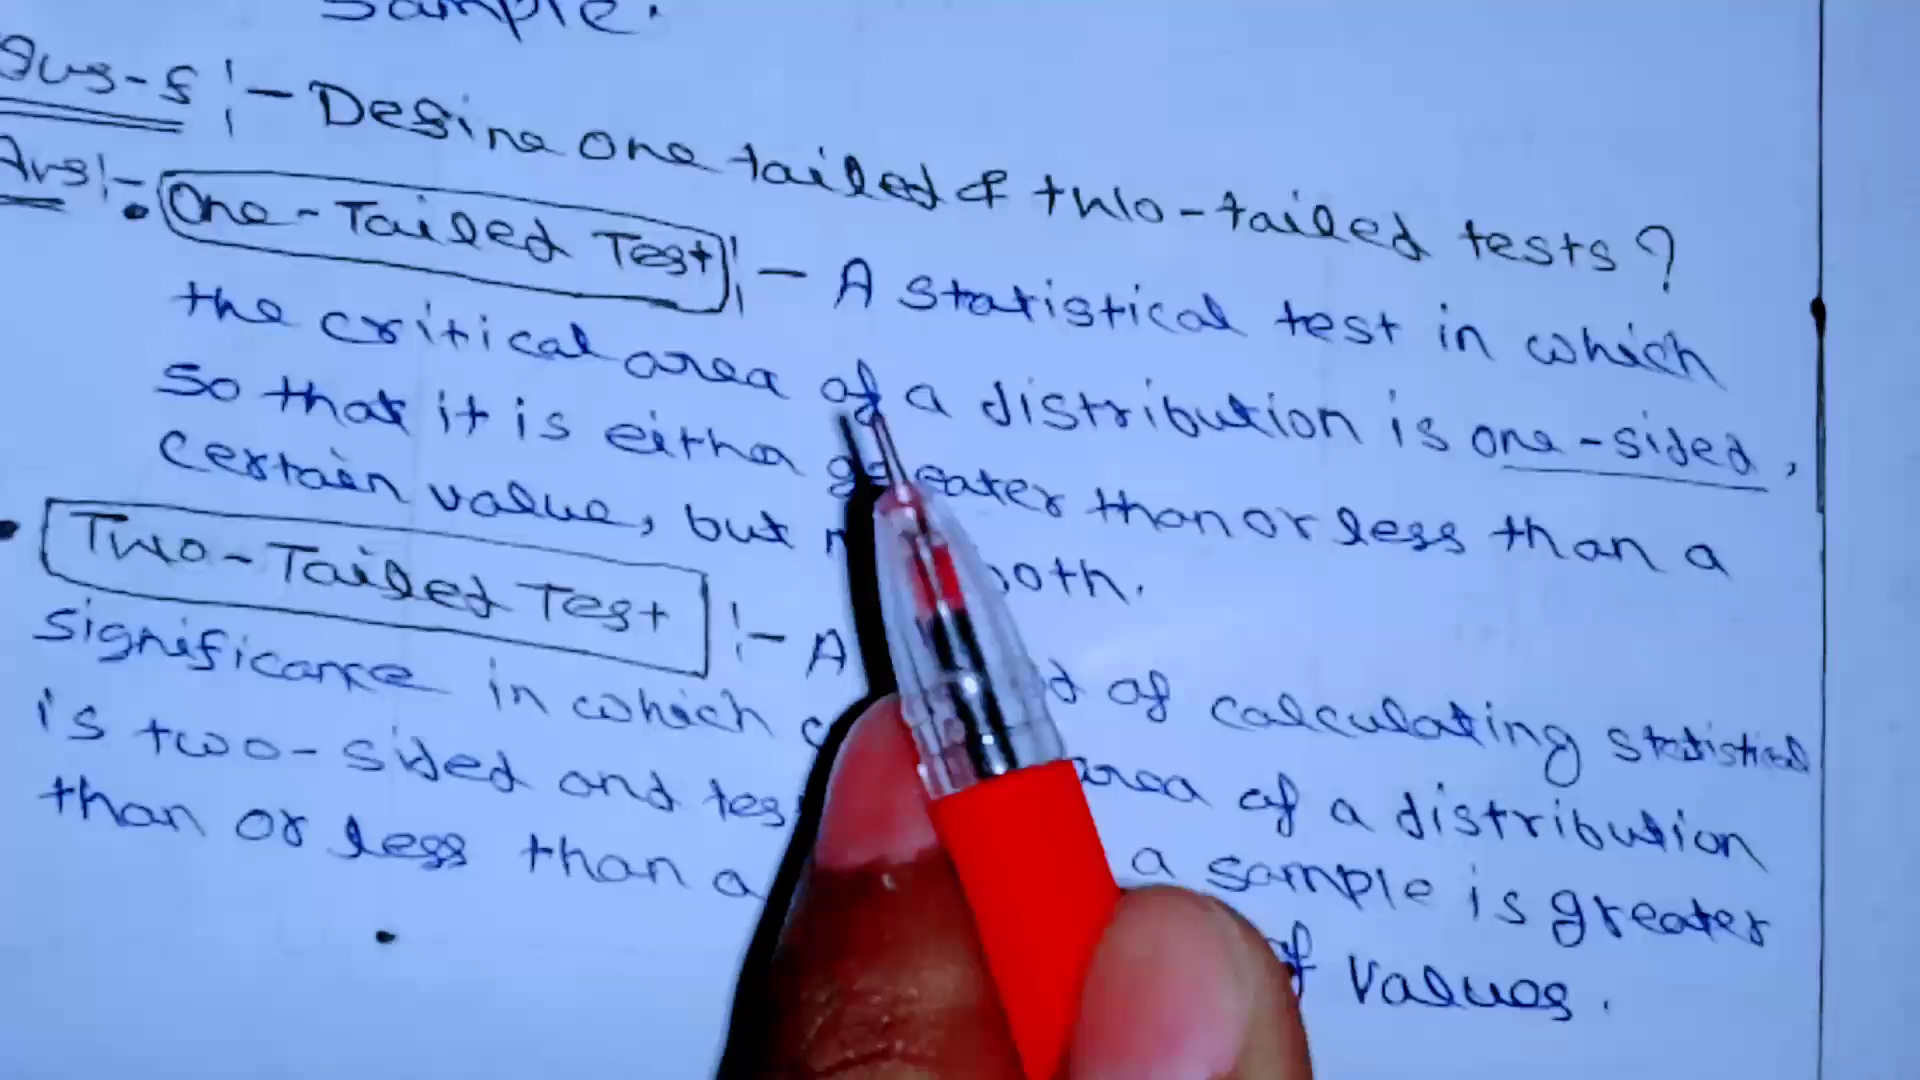 Sample.
Qus-5:- Define one tailed & two-tailed tests?
Ans:- • One-Tailed Test :- A statistical test in which
the critical area of a distribution is one-sided,
so that it is either greater than or less than a
certain value, but both.
• Two-Tailed Test :- A of calculating statistical
significance in which area of a distribution
is two-sided and a sample is greater
than or less than a of values.